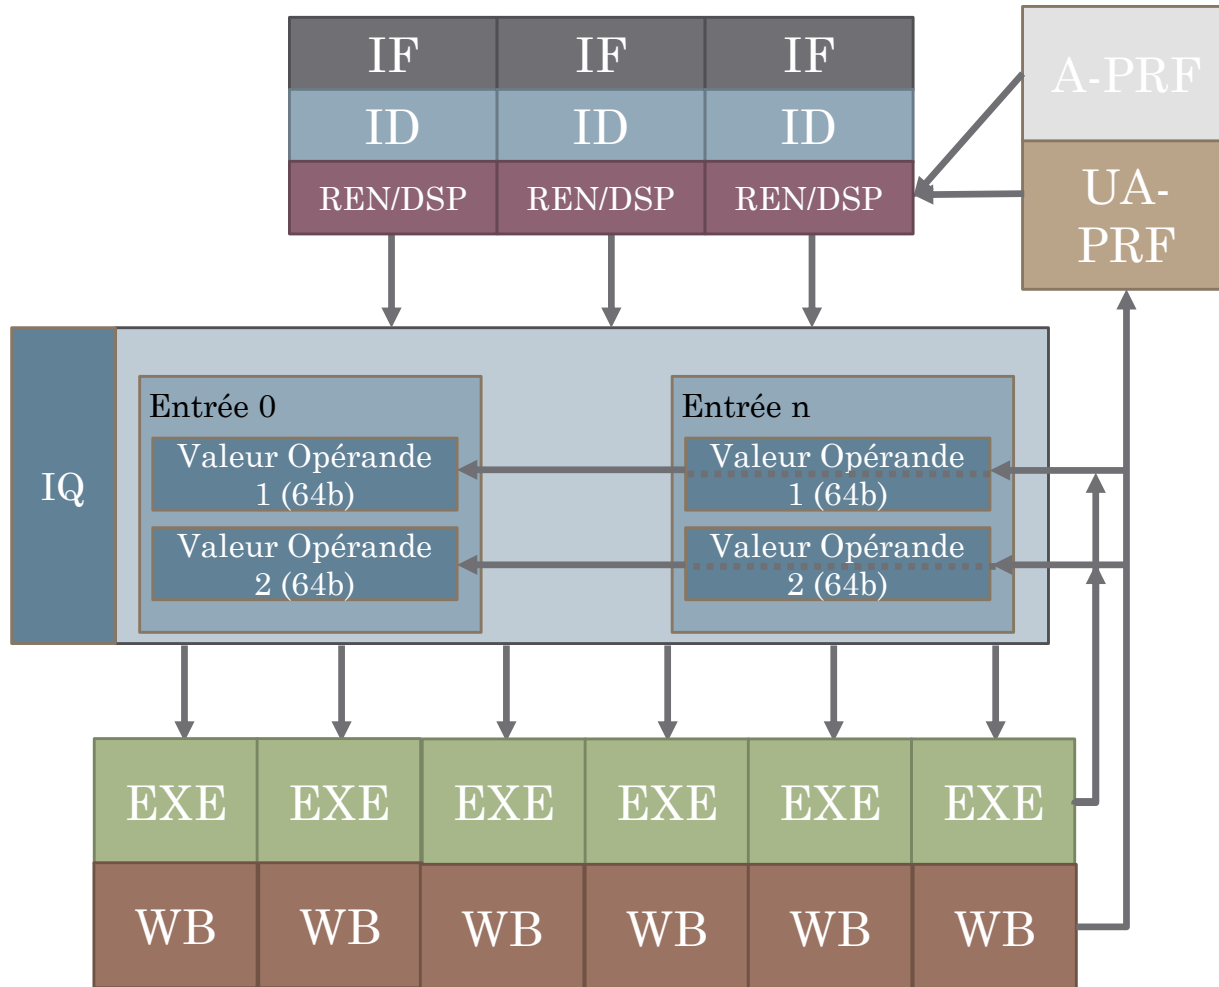 IF IF IF
A-PRF
ID ID ID
REN/DSP REN/DSP REN/DSP
UA-
PRF
IQ
Entrée 0
Valeur Opérande
1 (64b)
Valeur Opérande
2 (64b)
Entrée n
Valeur Opérande
1 (64b)
Valeur Opérande
2 (64b)
EXE EXE EXE EXE EXE EXE
WB WB WB WB WB WB